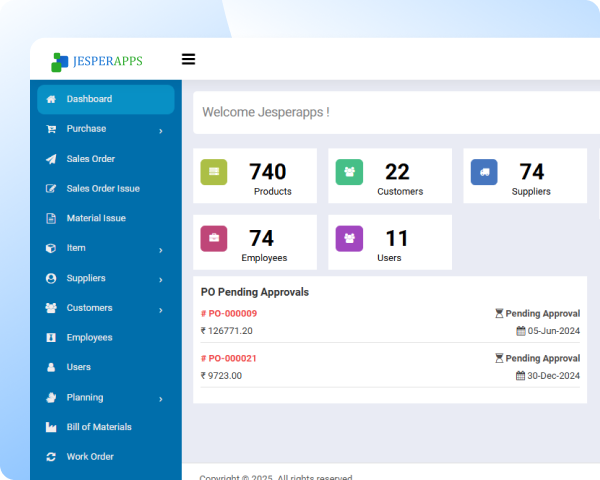 JESPERAPPS
Dashboard
Purchase
Sales Order
Sales Order Issue
Material Issue
Item
Suppliers
Customers
Employees
Users
Planning
Bill of Materials
Work Order
Welcome Jesperapps !
740
Products
22
Customers
74
Suppliers
74
Employees
11
Users
PO Pending Approvals
# PO-000009 Pending Approval
₹ 126771.20 05-Jun-2024
# PO-000021 Pending Approval
₹ 9723.00 30-Dec-2024
Copyright © 2025. All rights reserved